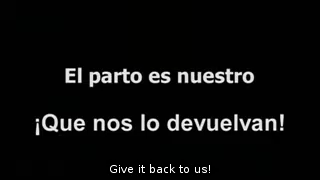 El parto es nuestro
¡Que nos lo devuelvan!
Give it back to us!